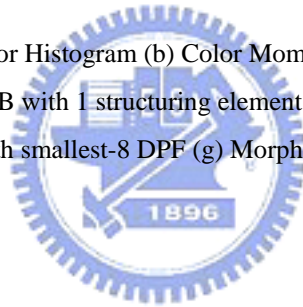 or Histogram (b) Color Mom
B with 1 structuring element
h smallest-8 DPF (g) Morph
1896